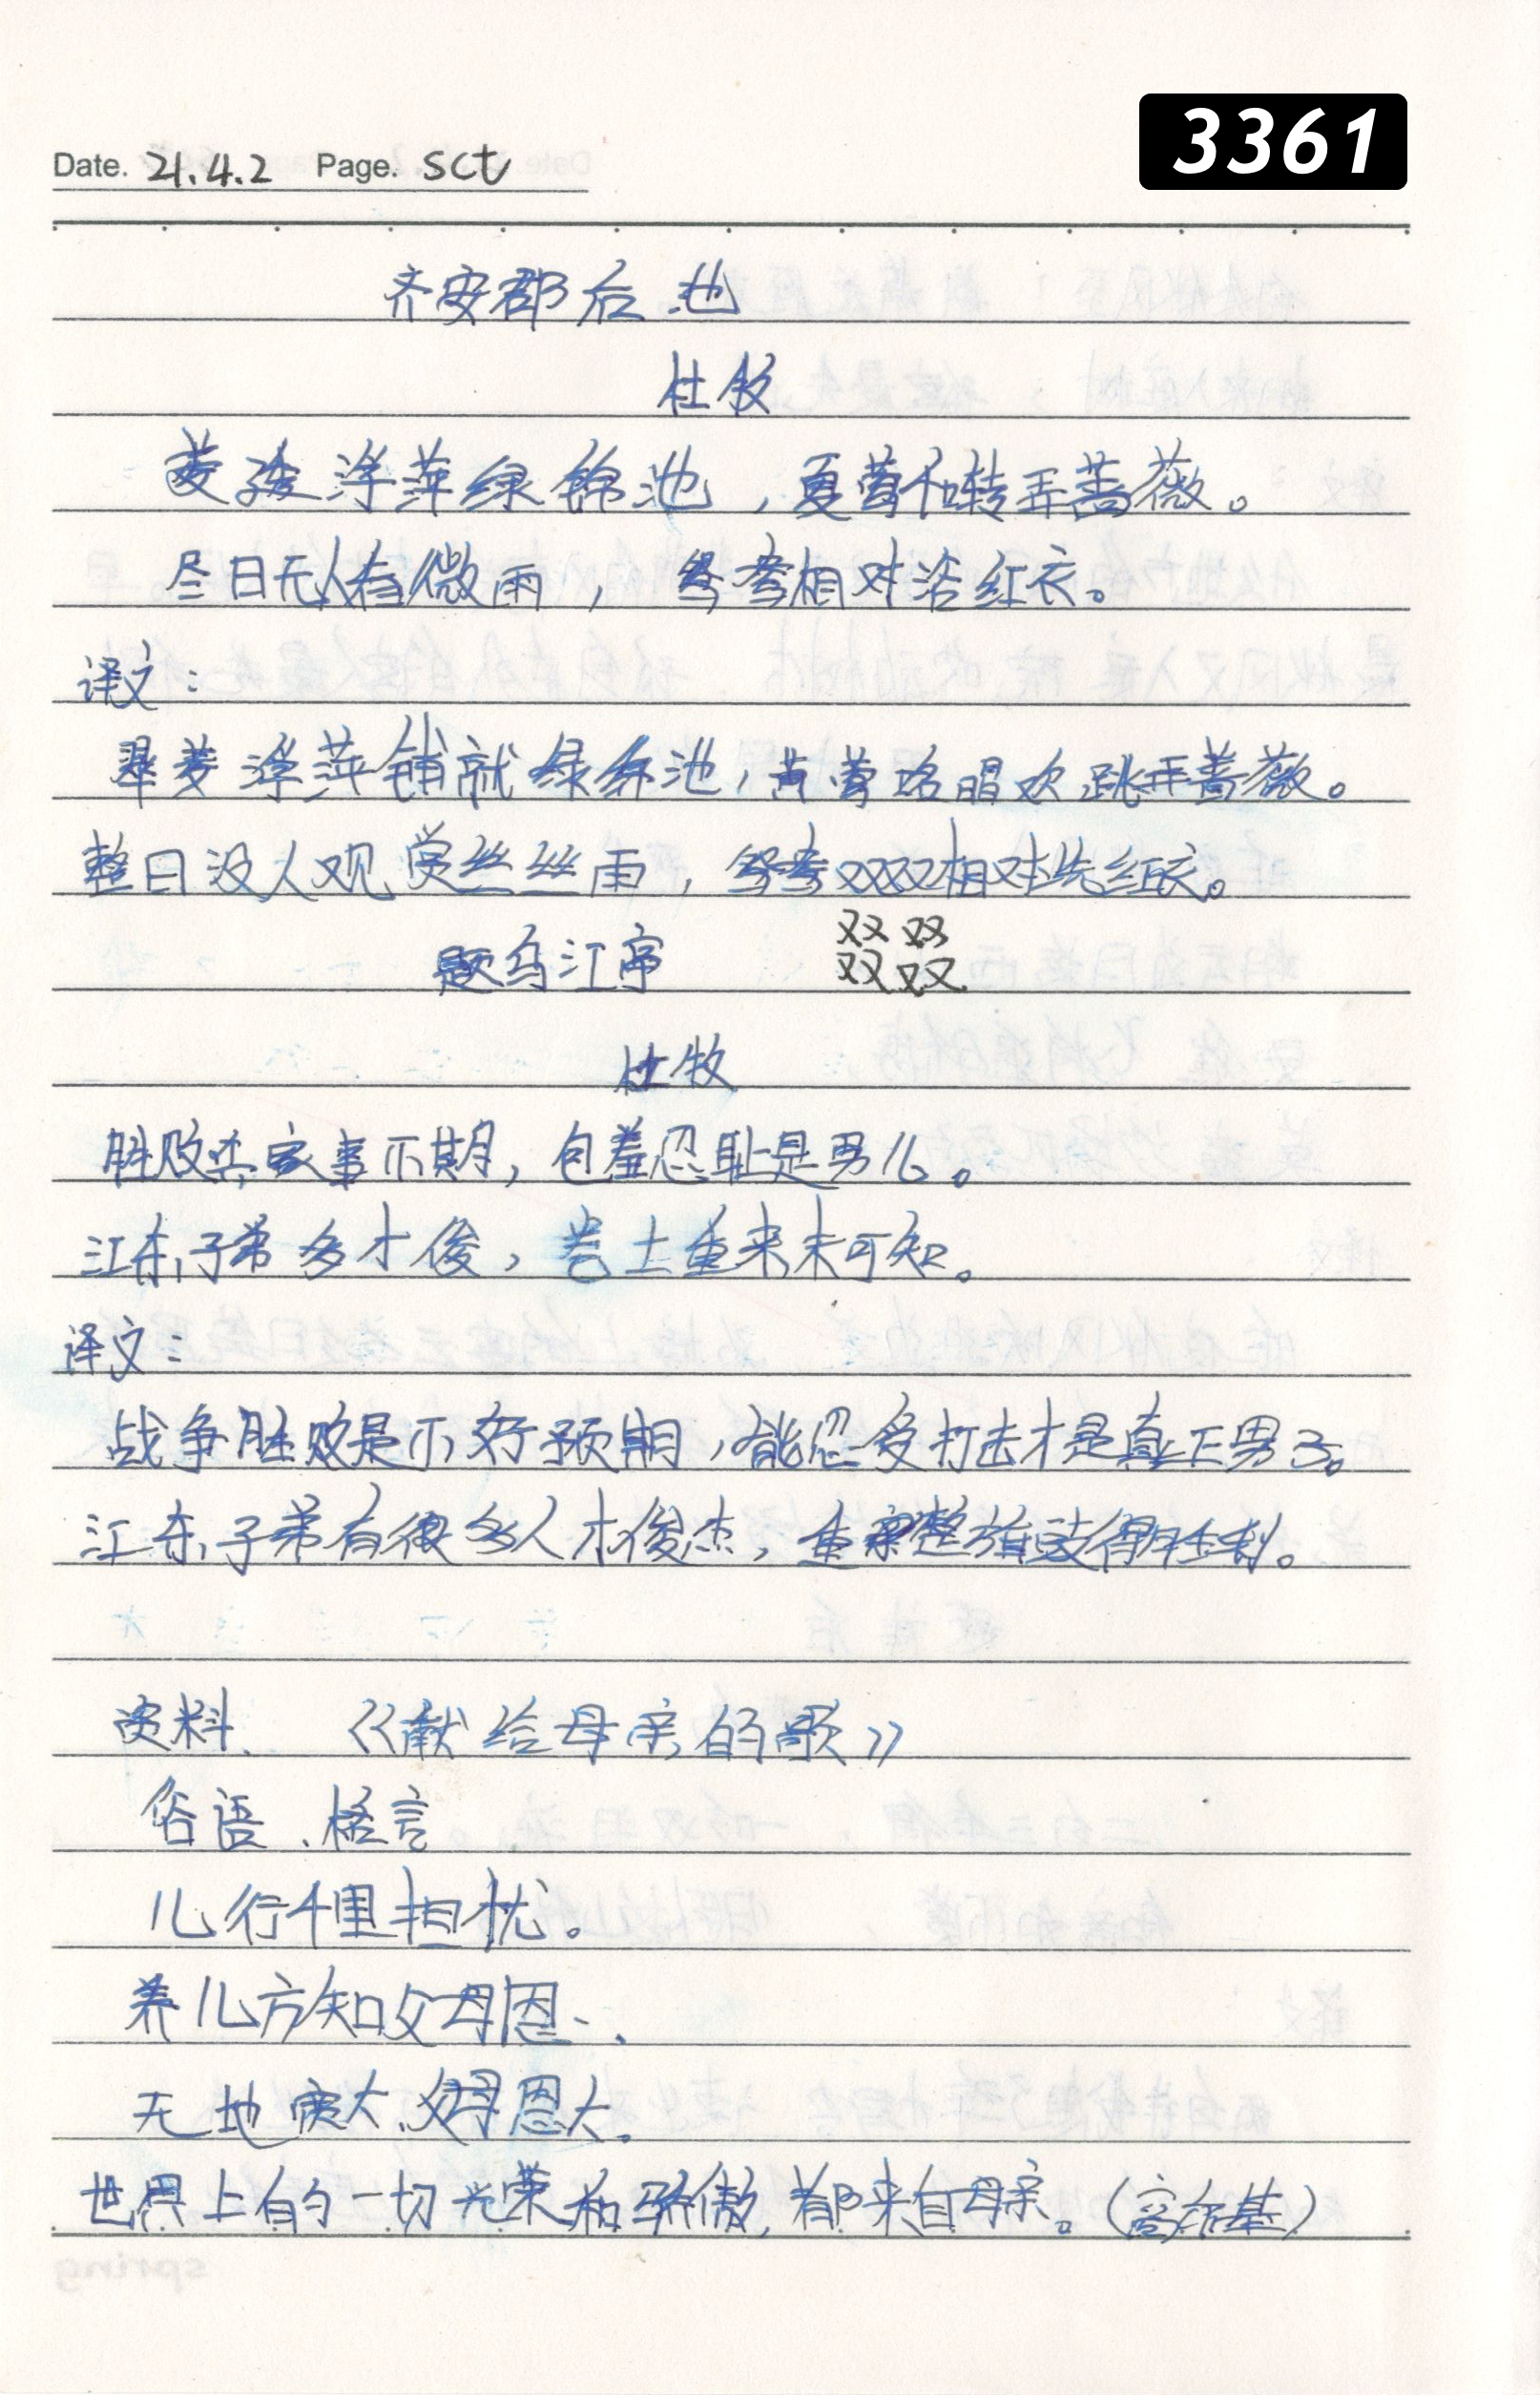 3361
Date. 21.4.2 Page. SCt
齐安郡后池
杜牧
菱透浮萍绿锦池，夏莺千啭弄蔷薇。
尽日无人看微雨，鸳鸯相对浴红衣。
译文：
翠菱浮萍铺就绿锦池，黄莺啼唱欢跳弄蔷薇。
整日没人观赏丝丝雨，鸳鸯双双相对洗红衣。
双双
双双
题乌江亭
杜牧
胜败兵家事不期，包羞忍耻是男儿。
江东子弟多才俊，卷土重来未可知。
译文：
战争胜败是不好预期，能忍受打击才是真正男子。
江东子弟有很多人才俊杰，重整旗鼓得胜利。
资料、《献给母亲的歌》
俗语、格言
儿行千里担忧。
养儿方知父母恩、
天地庞大、父母恩大。
世界上的一切光荣和骄傲，都来自母亲。（高尔基）